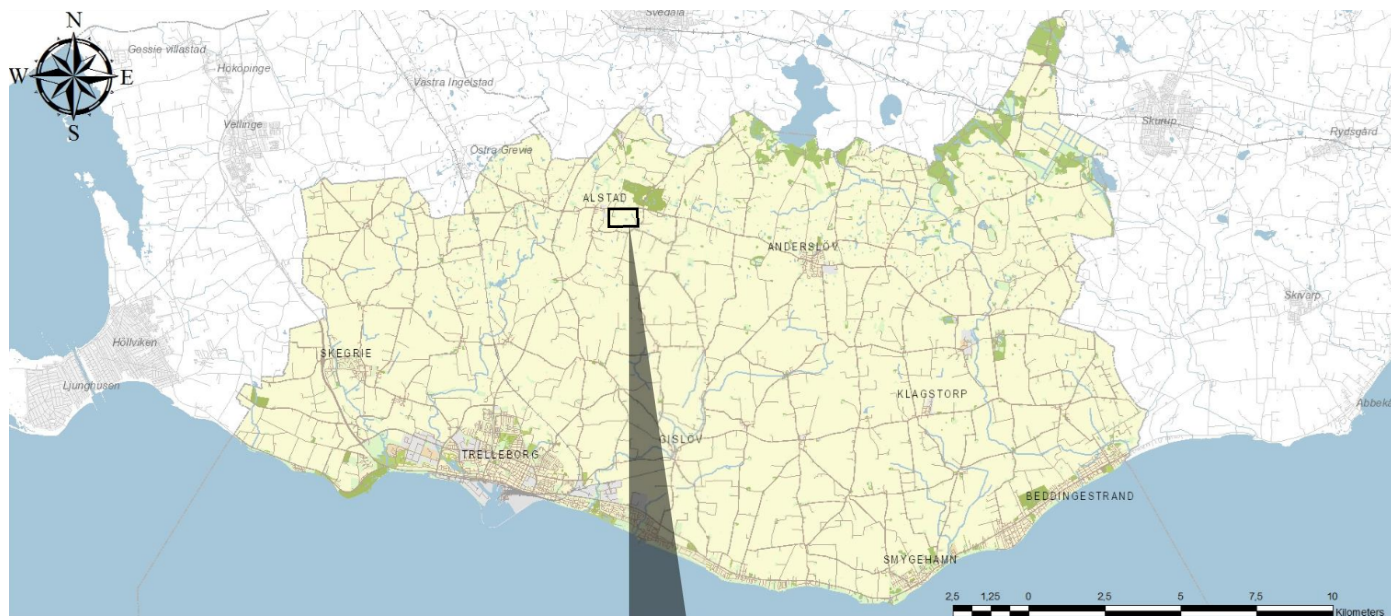 Svedala
N
Gessie villastad
Hököpinge
W
E
Västra Ingelstad
S
Vellinge
Skurup
Rydsgård
Östra Grevie
ALSTAD
ANDERSLÖV
Skivarp
Höllviken
SKEGRIE
Ljunghusen
KLAGSTORP
Abbekå
GISLÖV
TRELLEBORG
BEDDINGESTRAND
SMYGEHAMN
2,5 1,25 0 2,5 5 7,5 10
Kilometers